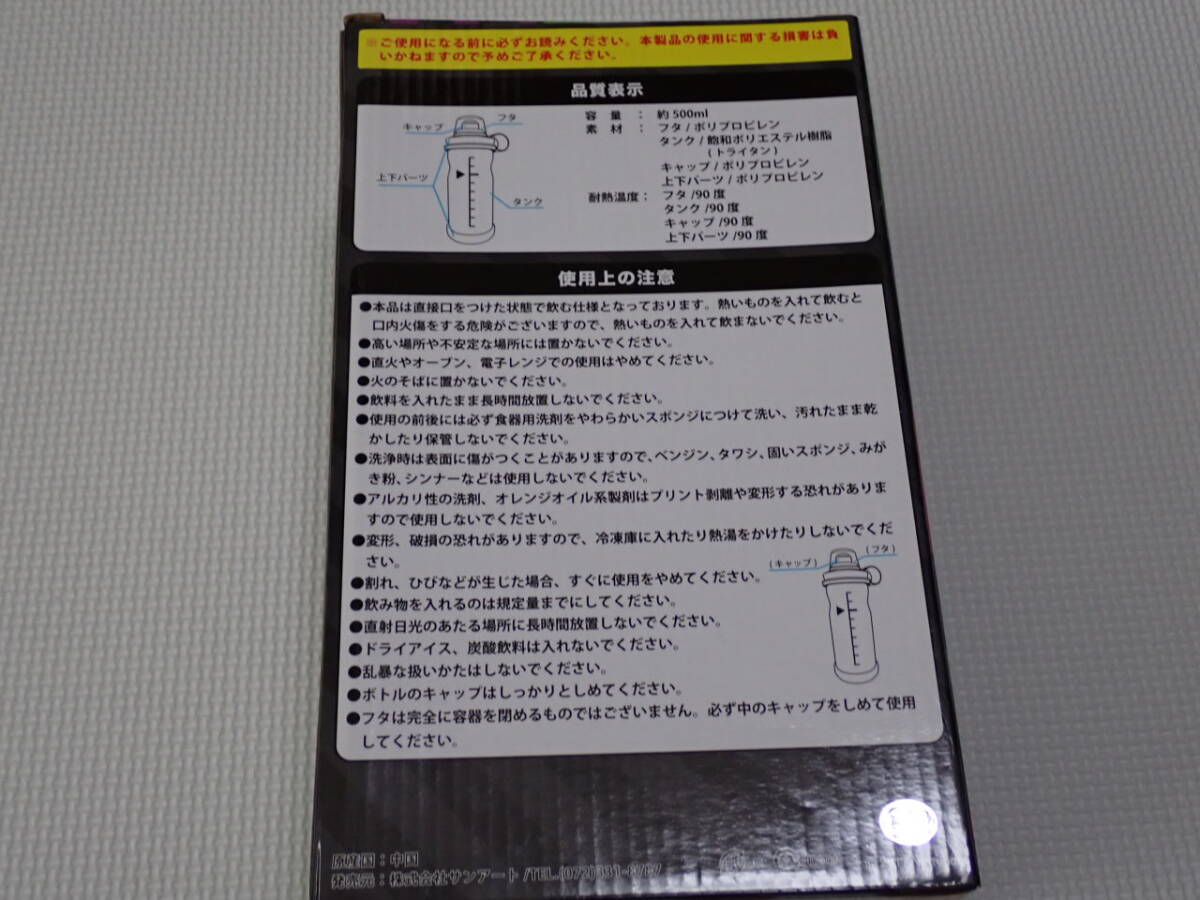 ※ご使用になる前に必ずお読みください。本製品の使用に関する損害は負
いかねますので予めご了承ください。
品質表示
キャップ
フタ
上下パーツ
タンク
容 量 : 約500ml
素 材 : フタ/ポリプロピレン
タンク/飽和ポリエステル樹脂
(トライタン)
キャップ/ポリプロピレン
上下パーツ/ポリプロピレン
耐熱温度: フタ/90度
タンク/90度
キャップ/90度
上下パーツ/90度
使用上の注意
●本品は直接口をつけた状態で飲む仕様となっております。熱いものを入れて飲むと
口内火傷をする危険がございますので、熱いものを入れて飲まないでください。
●高い場所や不安定な場所には置かないでください。
●直火やオーブン、電子レンジでの使用はやめてください。
●火のそばに置かないでください。
●飲料を入れたまま長時間放置しないでください。
●使用の前後には必ず食器用洗剤をやわらかいスポンジにつけて洗い、汚れたまま乾
かしたり保管しないでください。
●洗浄時は表面に傷がつくことがありますので、ベンジン、タワシ、固いスポンジ、みが
き粉、シンナーなどは使用しないでください。
●アルカリ性の洗剤、オレンジオイル系製剤はプリント剥離や変形する恐れがありま
すので使用しないでください。
●変形、破損の恐れがありますので、冷凍庫に入れたり熱湯をかけたりしないでくだ
さい。
(キャップ)
(フタ)
●割れ、ひびなどが生じた場合、すぐに使用をやめてください。
●飲み物を入れるのは規定量までにしてください。
●直射日光のあたる場所に長時間放置しないでください。
●ドライアイス、炭酸飲料は入れないでください。
●乱暴な扱いかたはしないでください。
●ボトルのキャップはしっかりとしめてください。
●フタは完全に容器を閉めるものではございません。必ず中のキャップをしめて使用
してください。
原産国:中国
発売元:株式会社サンアート/TEL.(072)331-